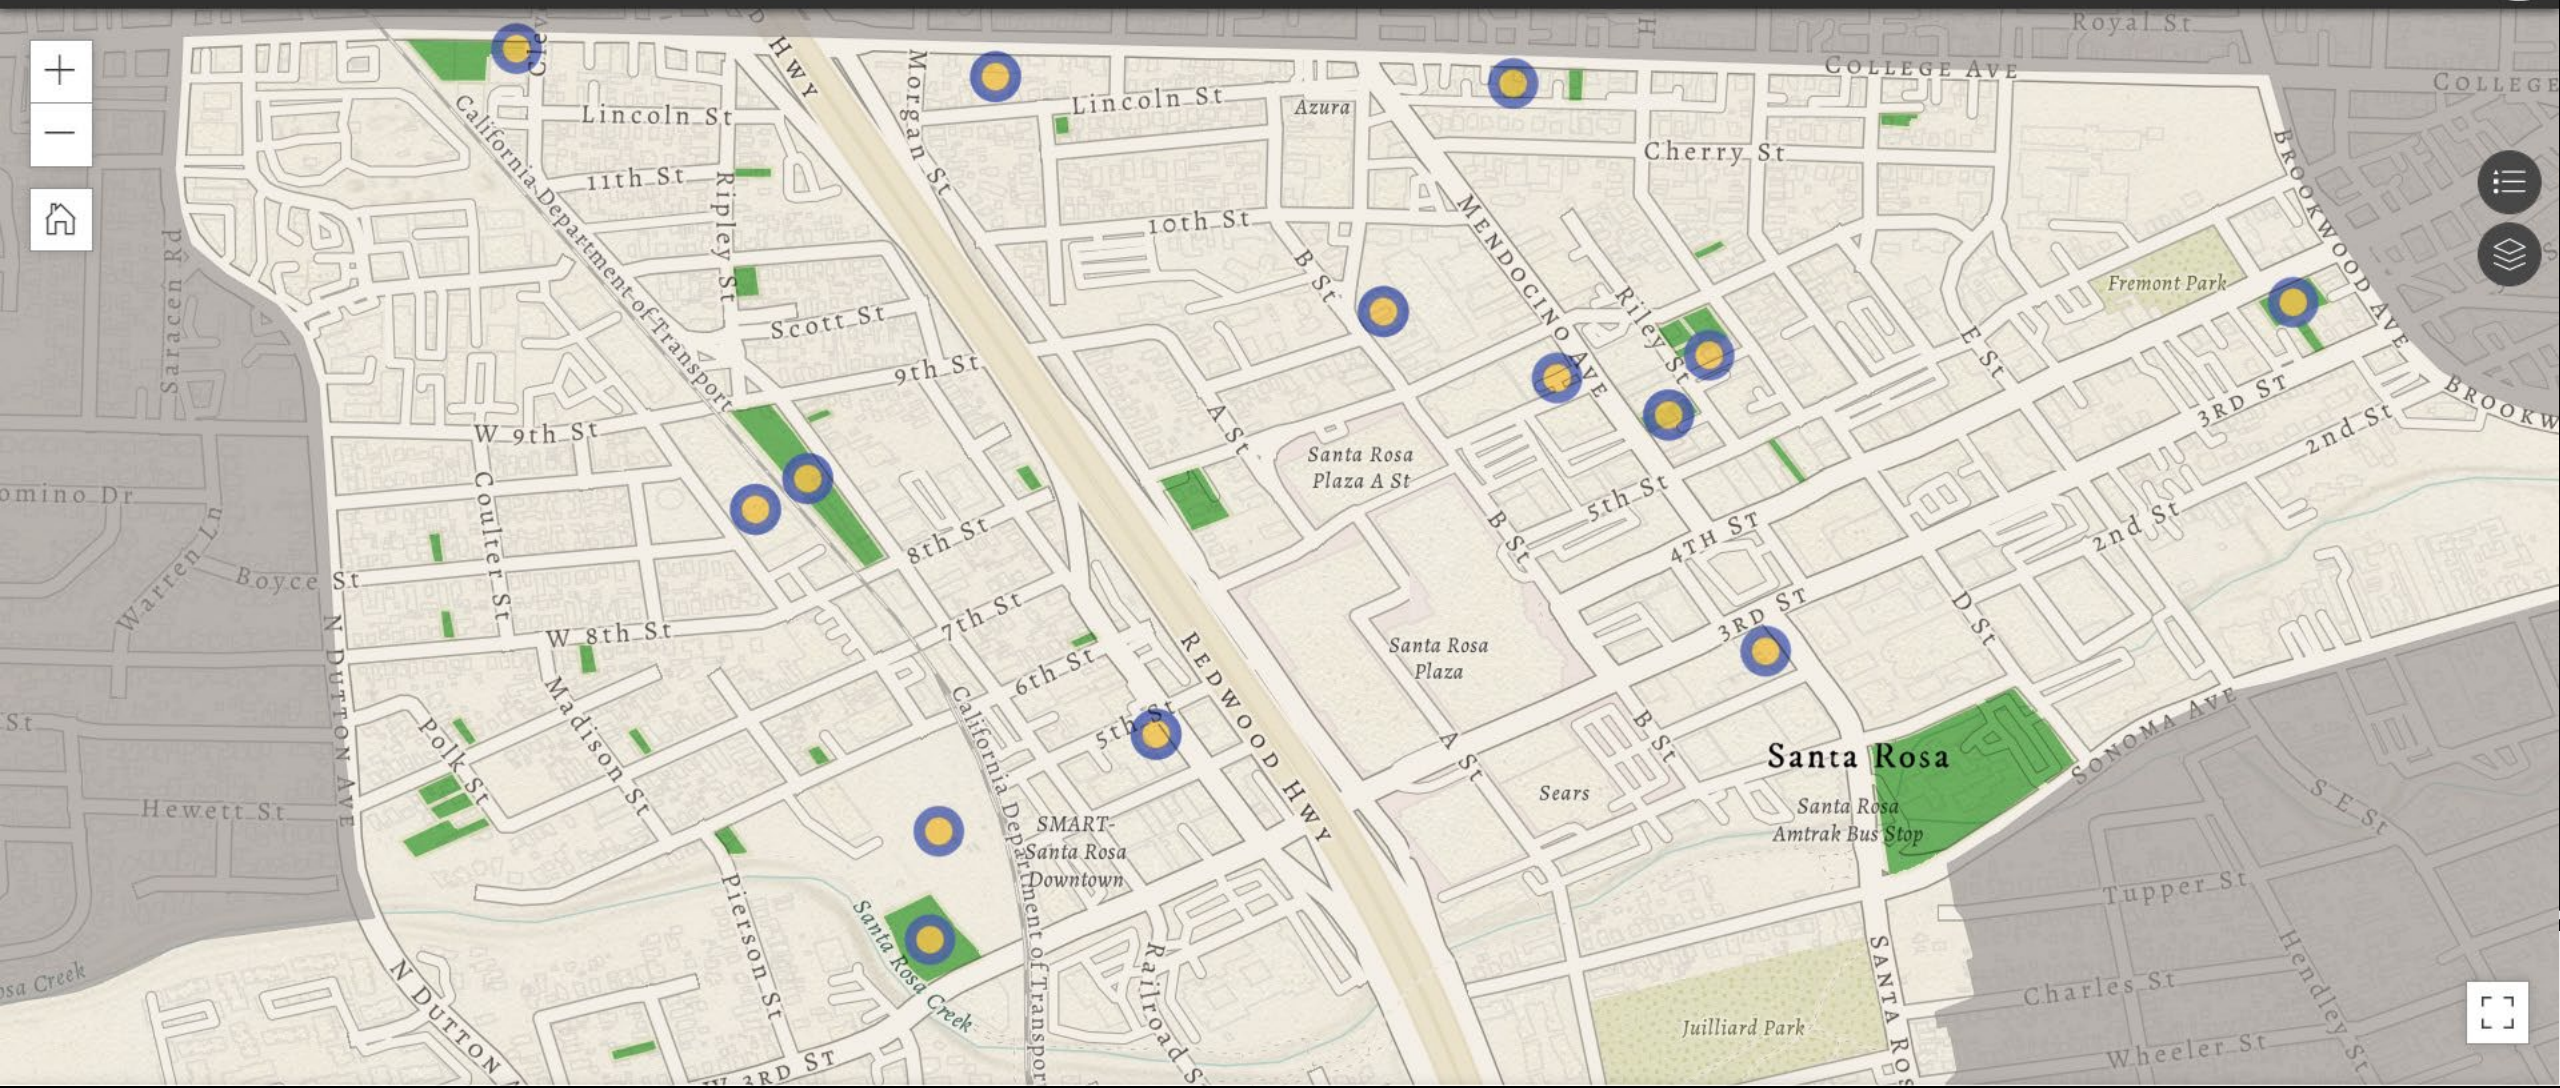 Royal St
COLLEGE AVE
COLLEGE
HWY
Morgan St
Lincoln St
Lincoln St
Azura
Cherry St
California Department of Transport
11th St
Ripley St
10th St
B St
MENDOCINO AVE
BROOKWOOD AVE
Saracen Rd
Scott St
9th St
Riley St
E St
Fremont Park
3RD ST
2nd St
BROOKW
W 9th St
A St
Santa Rosa
Plaza A St
5th St
B St
4TH ST
2nd St
omino Dr
Warren Ln
Coulter St
Boyce St
8th St
7th St
W 8th St
N DUTTON AVE
6th St
5th St
REDWOOD HWY
Santa Rosa
Plaza
3RD ST
D St
St
Polk St
Madison St
California Department of Transport
A St
B St
Sears
Santa Rosa
Santa Rosa
Amtrak Bus Stop
SONOMA AVE
S E St
Hewett St
SMART-
Santa Rosa
Downtown
Pierson St
Santa Rosa Creek
Tupper St
osa Creek
N DUTTON
Railroad S
SANTA ROS
Charles St
Hendley St
Juilliard Park
W 3RD ST
Wheeler St